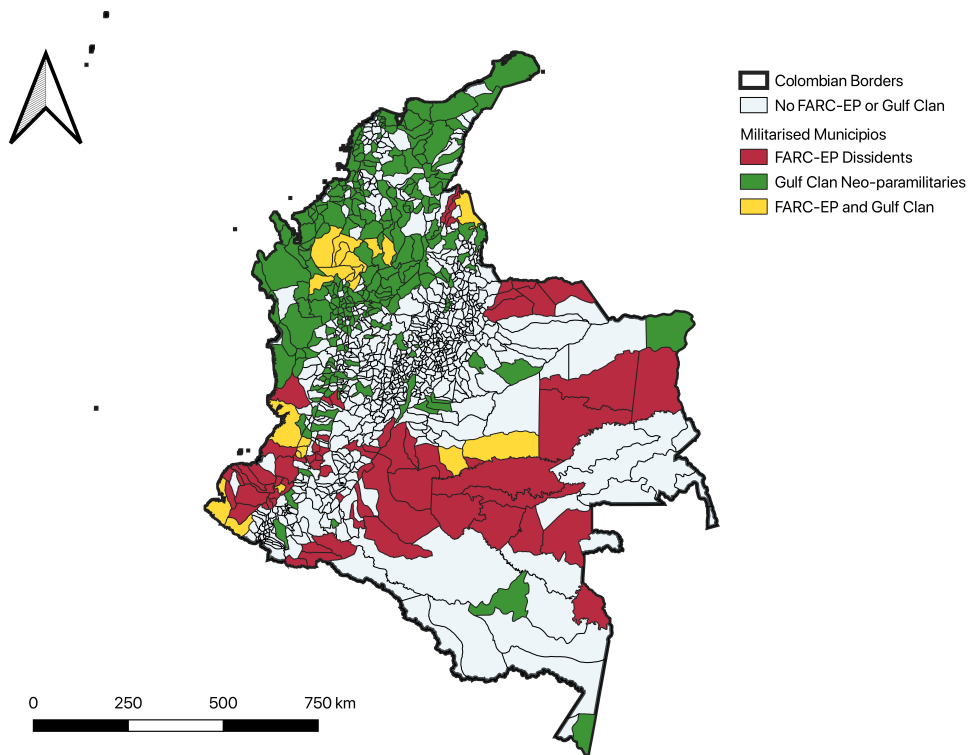 Colombian Borders
No FARC-EP or Gulf Clan
Militarised Municipios
FARC-EP Dissidents
Gulf Clan Neo-paramilitaries
FARC-EP and Gulf Clan
0 250 500 750 km